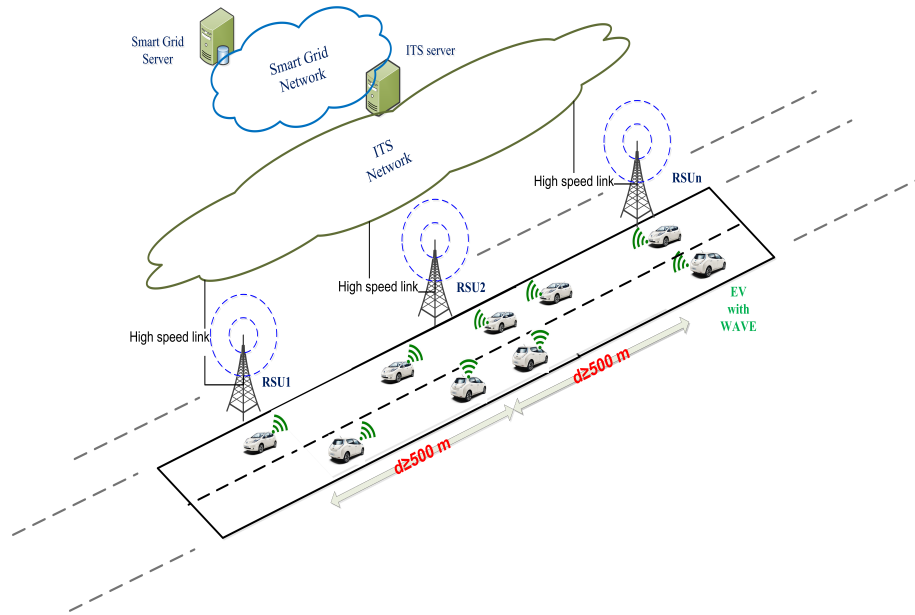 Smart Grid
Server
Smart Grid
Network
ITS server
ITS
Network
High speed link
RSUn
High speed link
RSU2
High speed link
RSU1
EV
with
WAVE
d≥500 m
d≥500 m